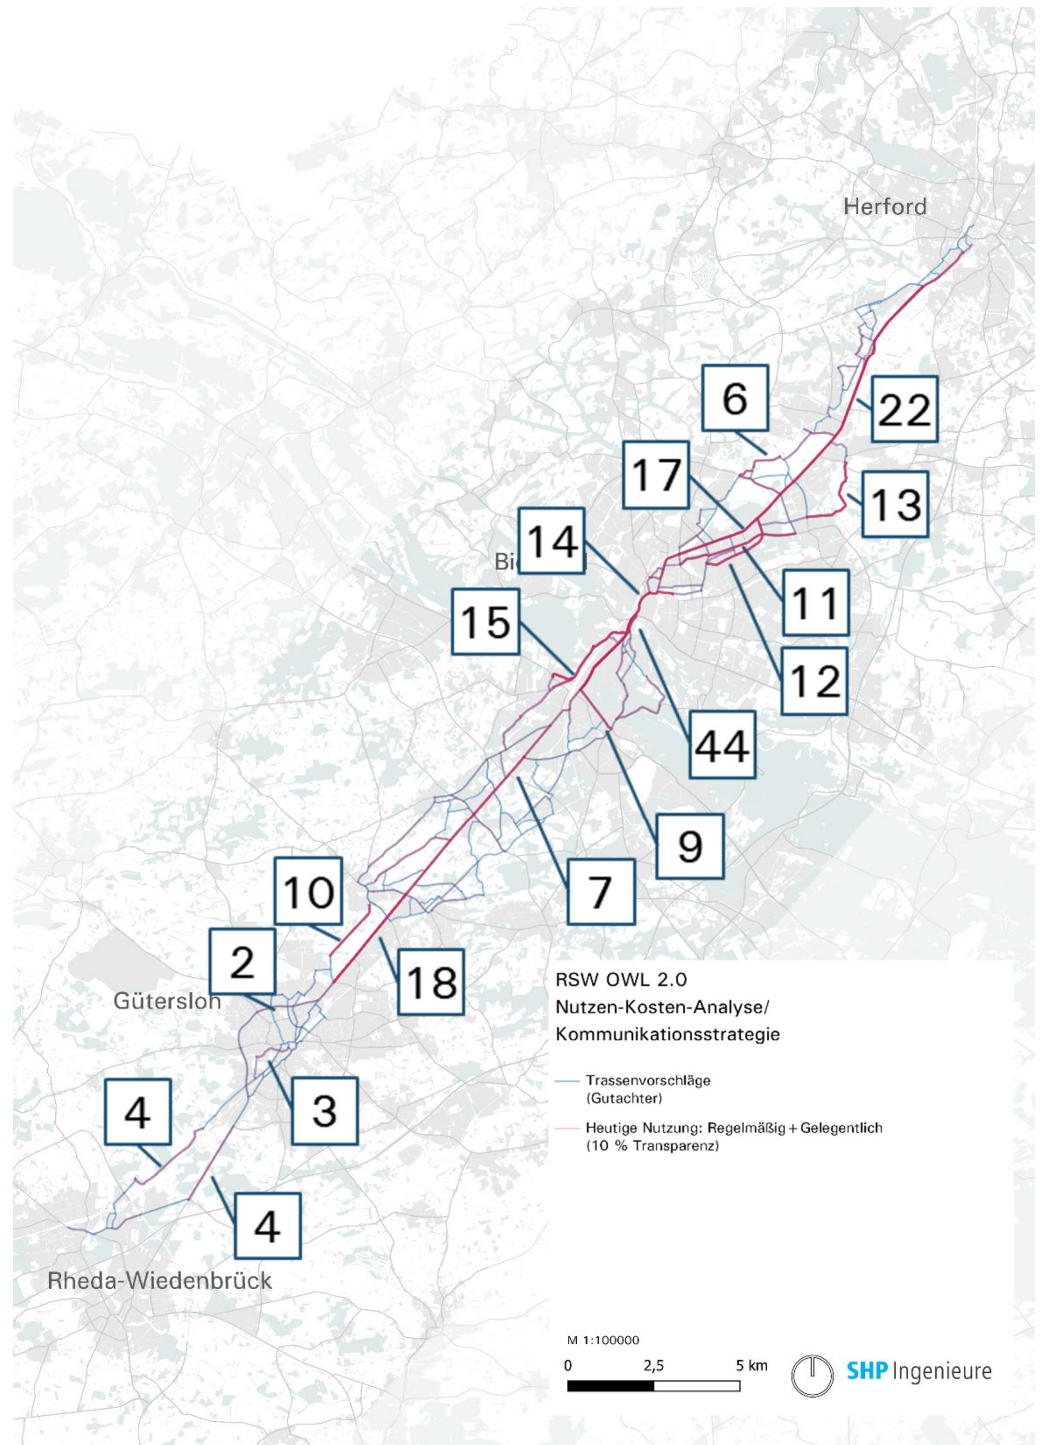 Herford
6
22
17
13
14
Bi
11
15
12
44
9
7
10
2
18
Gütersloh
3
4
4
Rheda-Wiedenbrück
RSW OWL 2.0
Nutzen-Kosten-Analyse/
Kommunikationsstrategie
Trassenvorschläge
(Gutachter)
Heutige Nutzung: Regelmäßig + Gelegentlich
(10 % Transparenz)
M 1:100000
0 2,5 5 km
SHP Ingenieure